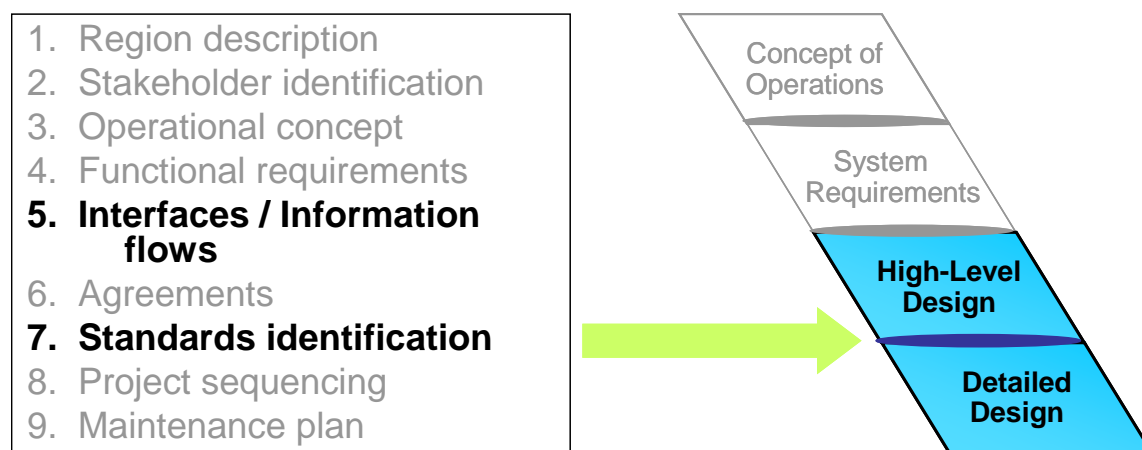 1. Region description
2. Stakeholder identification
3. Operational concept
4. Functional requirements
5. Interfaces / Information
flows
6. Agreements
7. Standards identification
8. Project sequencing
9. Maintenance plan
Concept of
Operations
System
Requirements
High-Level
Design
Detailed
Design